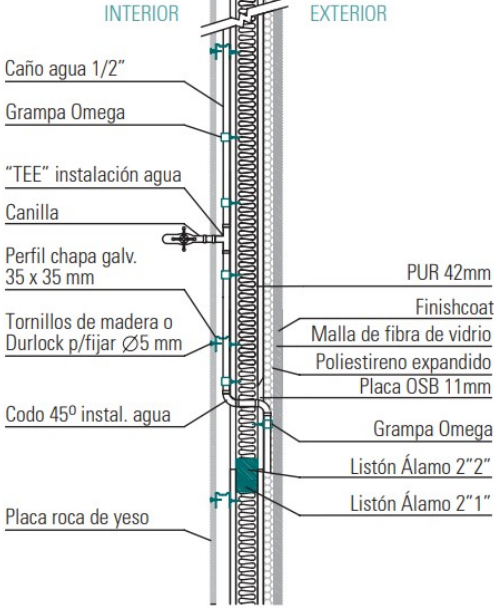 INTERIOR
EXTERIOR
Caño agua 1/2”
Grampa Omega
“TEE” instalación agua
Canilla
Perfil chapa galv.
35 x 35 mm
Tornillos de madera o
Durlock p/fijar ∅5 mm
Codo 45º instal. agua
Placa roca de yeso
PUR 42mm
Finishcoat
Malla de fibra de vidrio
Poliestireno expandido
Placa OSB 11mm
Grampa Omega
Listón Álamo 2”2”
Listón Álamo 2”1”